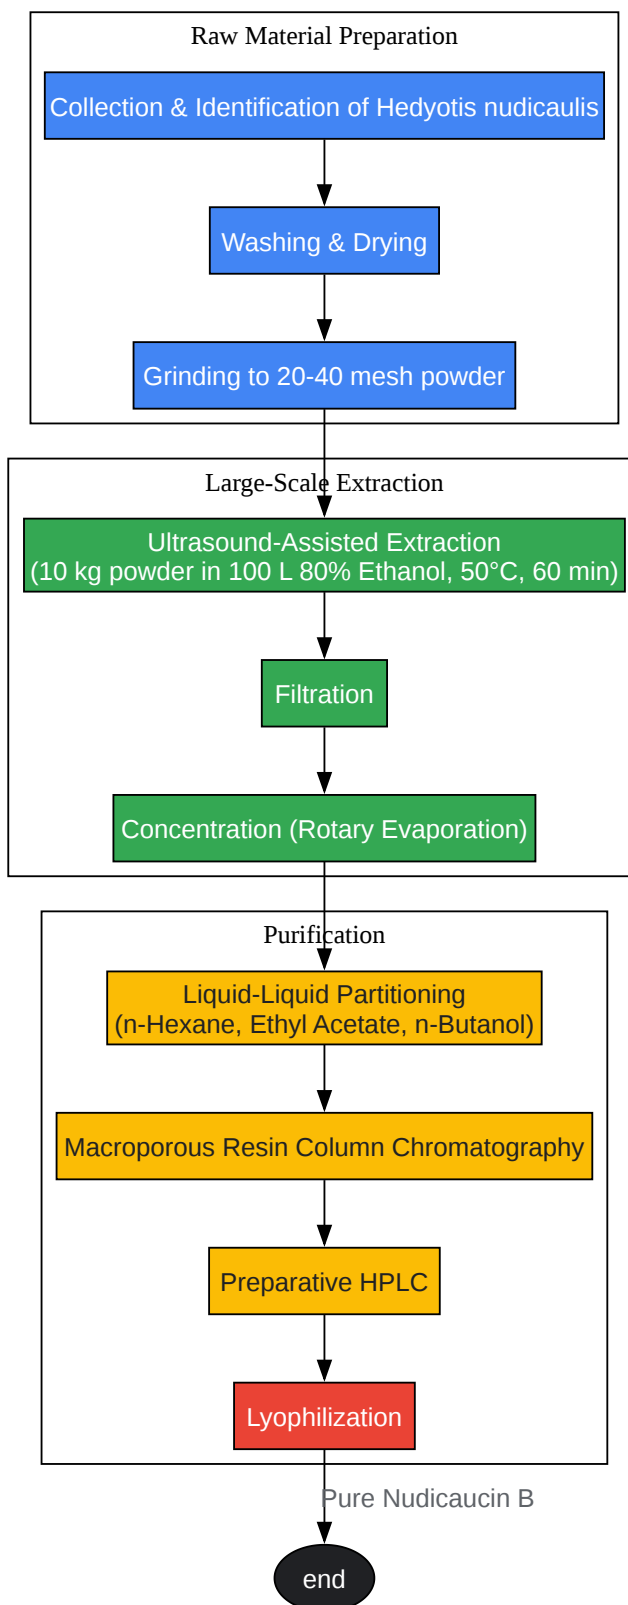 Raw Material Preparation
Collection & Identification of Hedyotis nudicaulis
Washing & Drying
Grinding to 20-40 mesh powder
Large-Scale Extraction
Ultrasound-Assisted Extraction
(10 kg powder in 100 L 80% Ethanol, 50°C, 60 min)
Filtration
Concentration (Rotary Evaporation)
Purification
Liquid-Liquid Partitioning
(n-Hexane, Ethyl Acetate, n-Butanol)
Macroporous Resin Column Chromatography
Preparative HPLC
Lyophilization
Pure Nudicaucin B
end